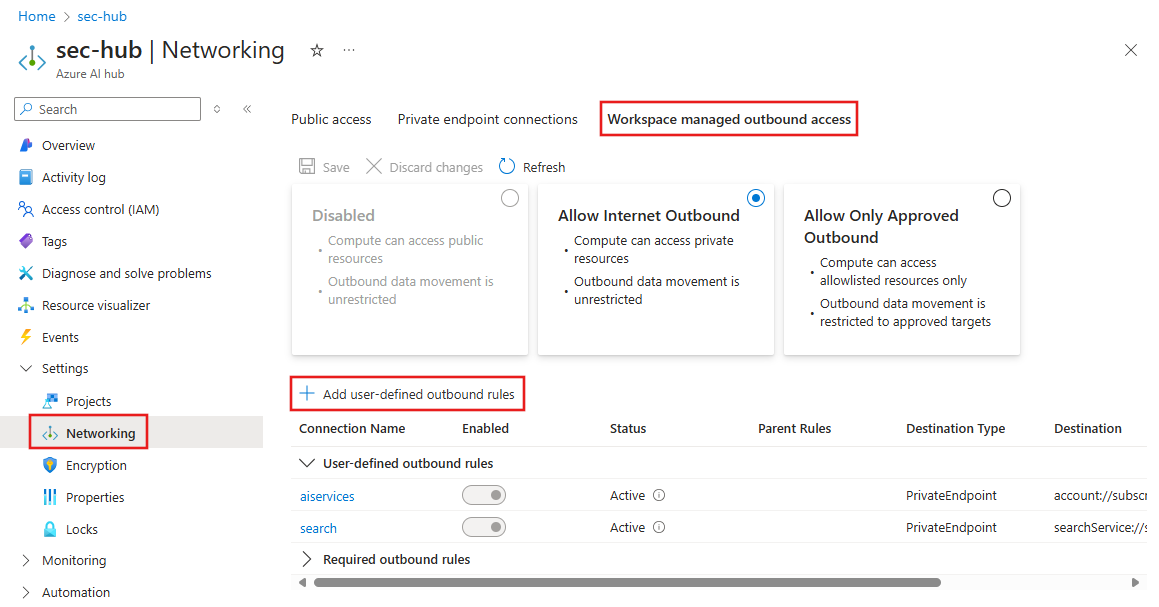 Home > sec-hub
sec-hub | Networking
Azure AI hub
Search
Overview
Activity log
Access control (IAM)
Tags
Diagnose and solve problems
Resource visualizer
Events
Settings
Projects
Networking
Encryption
Properties
Locks
Monitoring
Automation
Public access Private endpoint connections Workspace managed outbound access
Save Discard changes Refresh
Disabled
• Compute can access public
resources
• Outbound data movement is
unrestricted
Allow Internet Outbound
• Compute can access private
resources
• Outbound data movement is
unrestricted
Allow Only Approved
Outbound
• Compute can access
allowlisted resources only
• Outbound data movement is
restricted to approved targets
+ Add user-defined outbound rules
Connection Name Enabled Status Parent Rules Destination Type Destination
User-defined outbound rules
aiservices Active PrivateEndpoint account://subscr
search Active PrivateEndpoint searchService://s
Required outbound rules